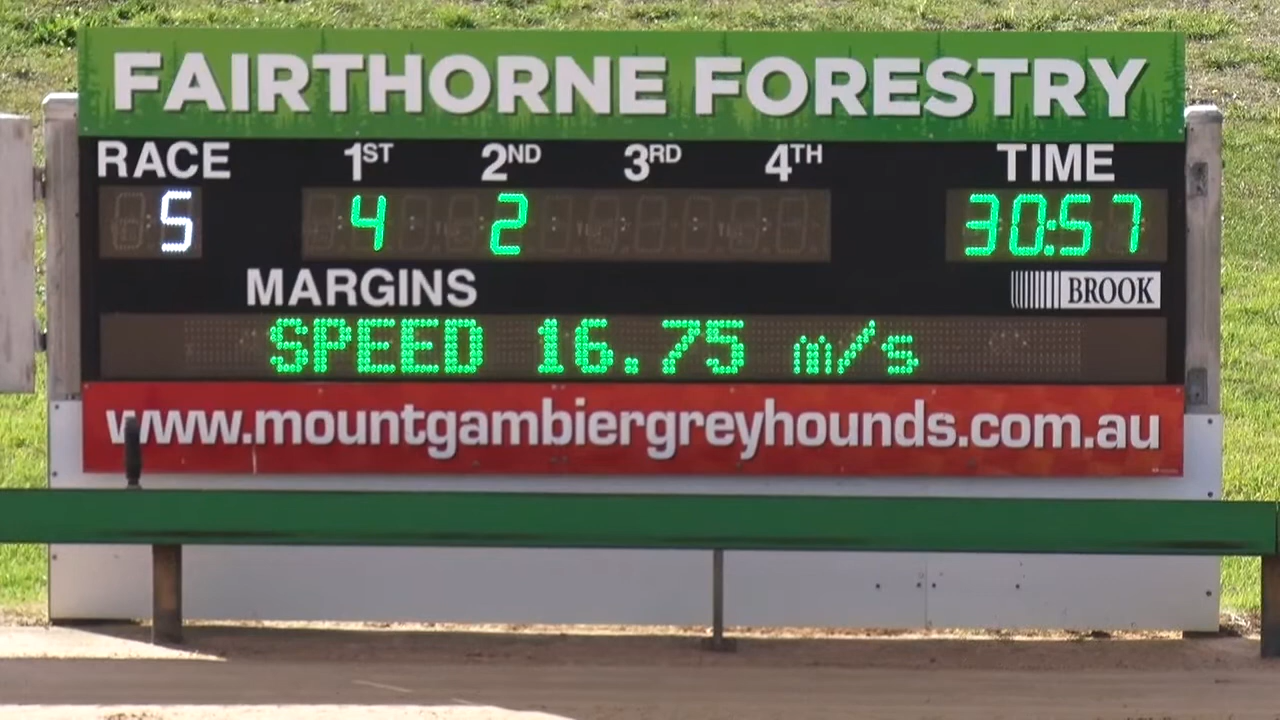 FAIRTHORNE FORESTRY
RACE 1ST 2ND 3RD 4TH TIME
5 4 2 30:57
MARGINS BROOK
SPEED 16.75 m/s
www.mountgambiergreyhounds.com.au